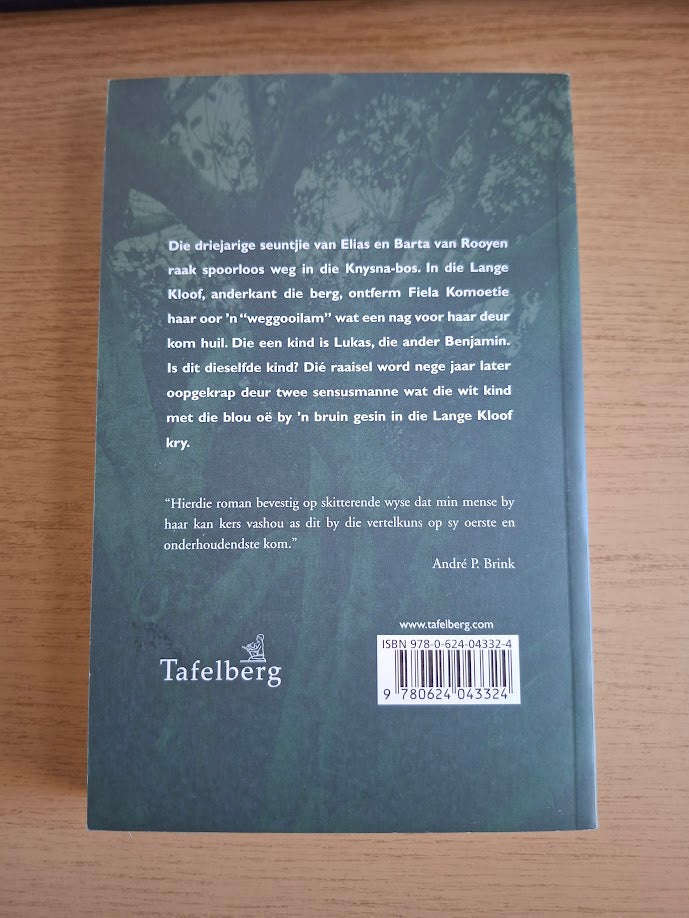 Die driejarige seuntjie van Elias en Barta van Rooyen
raak spoorloos weg in die Knysna-bos. In die Lange
Kloof, anderkant die berg, ontferm Fiela Komoetie
haar oor ’n “weggooilam” wat een nag voor haar deur
kom huil. Die een kind is Lukas, die ander Benjamin.
Is dit dieselfde kind? Dié raaisel word nege jaar later
oopgekrap deur twee sensusmanne wat die wit kind
met die blou oë by ’n bruin gesin in die Lange Kloof
kry.
“Hierdie roman bevestig op skitterende wyse dat min mense by
haar kan kers vashou as dit by die vertelkuns op sy oerste en
onderhoudendste kom.”
André P. Brink
www.tafelberg.com
ISBN 978-0-624-04332-4
Tafelberg
9 780624 043324